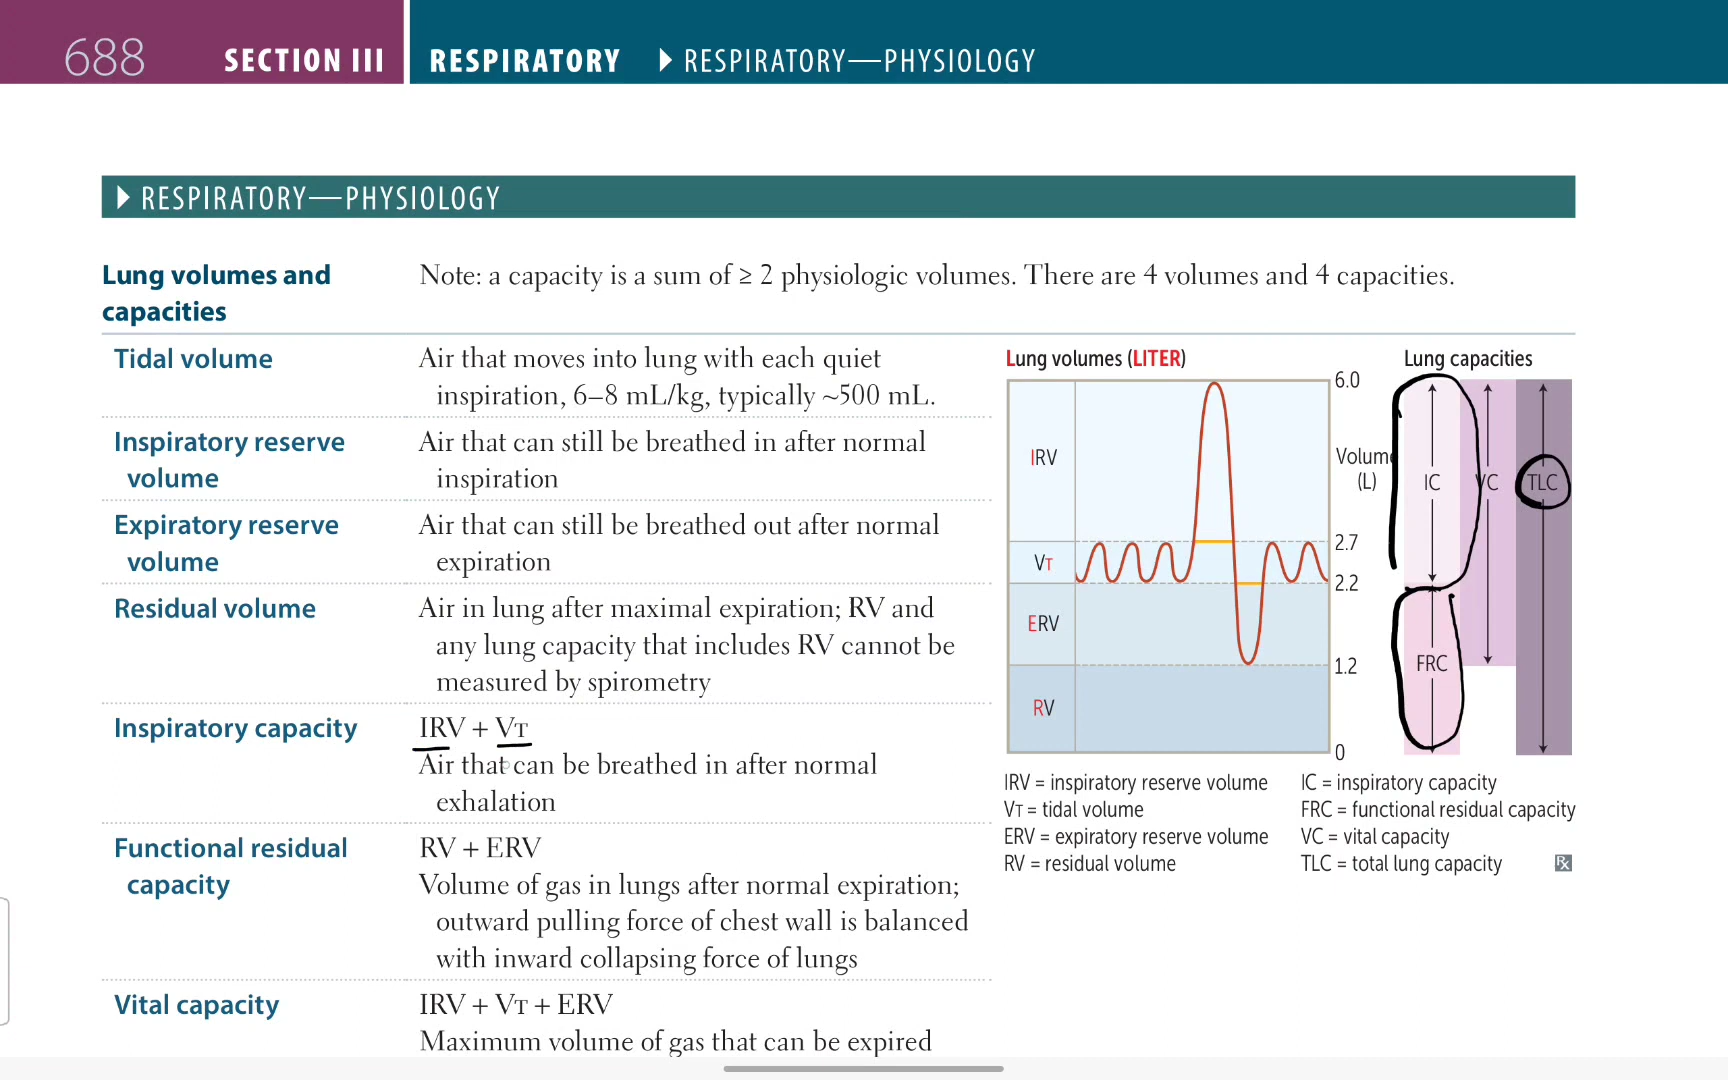 688 SECTION III RESPIRATORY ▶ RESPIRATORY—PHYSIOLOGY
▶ RESPIRATORY—PHYSIOLOGY
Lung volumes and
capacities
Note: a capacity is a sum of ≥ 2 physiologic volumes. There are 4 volumes and 4 capacities.
Tidal volume
Air that moves into lung with each quiet
inspiration, 6–8 mL/kg, typically ~500 mL.
Inspiratory reserve
volume
Air that can still be breathed in after normal
inspiration
Expiratory reserve
volume
Air that can still be breathed out after normal
expiration
Residual volume
Air in lung after maximal expiration; RV and
any lung capacity that includes RV cannot be
measured by spirometry
Inspiratory capacity
IRV + VT
Air that can be breathed in after normal
exhalation
Functional residual
capacity
RV + ERV
Volume of gas in lungs after normal expiration;
outward pulling force of chest wall is balanced
with inward collapsing force of lungs
Vital capacity
IRV + VT + ERV
Maximum volume of gas that can be expired
Lung volumes (LITER)
IRV
VT
ERV
RV
6.0
Volume
(L)
2.7
2.2
1.2
0
Lung capacities
IC
VC
TLC
FRC
IRV = inspiratory reserve volume
VT = tidal volume
ERV = expiratory reserve volume
RV = residual volume
IC = inspiratory capacity
FRC = functional residual capacity
VC = vital capacity
TLC = total lung capacity
Rx